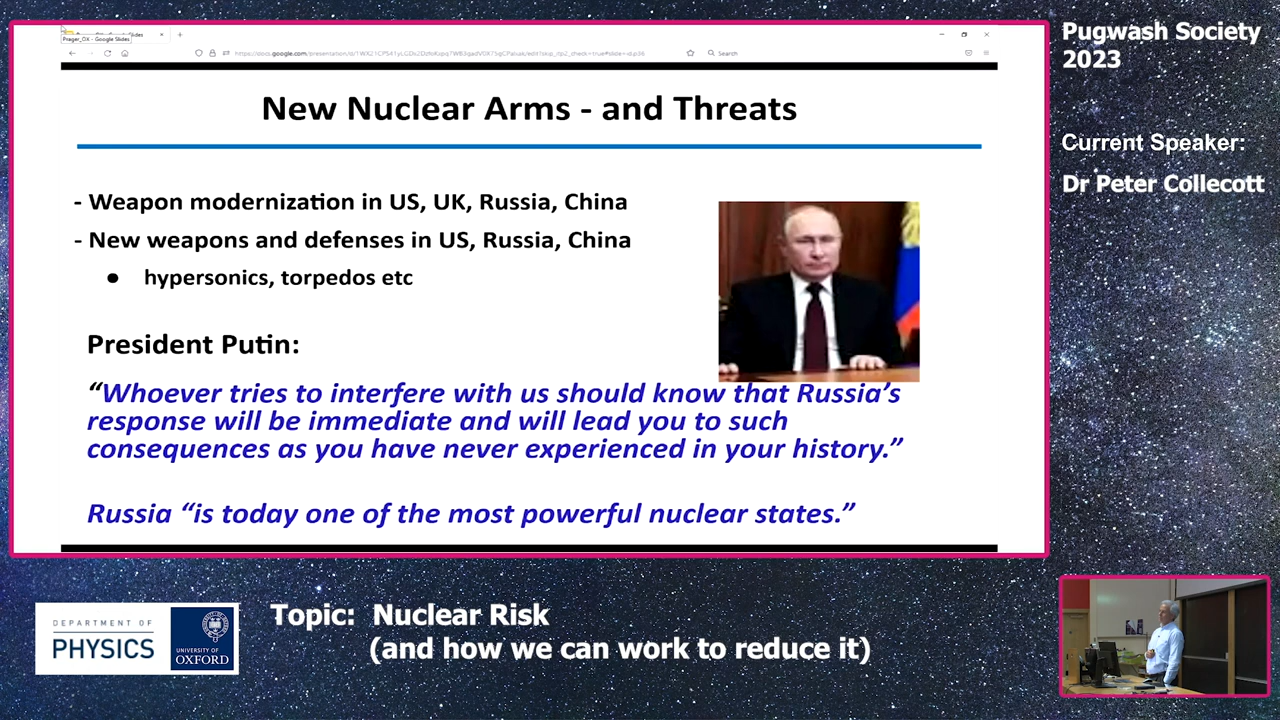 Prager_OX - Google Slides
Search
New Nuclear Arms - and Threats
- Weapon modernization in US, UK, Russia, China
- New weapons and defenses in US, Russia, China
● hypersonics, torpedos etc
President Putin:
“Whoever tries to interfere with us should know that Russia’s
response will be immediate and will lead you to such
consequences as you have never experienced in your history.”
Russia “is today one of the most powerful nuclear states.”
Pugwash Society
2023
Current Speaker:
Dr Peter Collecott
DEPARTMENT OF
PHYSICS
UNIVERSITY OF
OXFORD
Topic: Nuclear Risk
(and how we can work to reduce it)